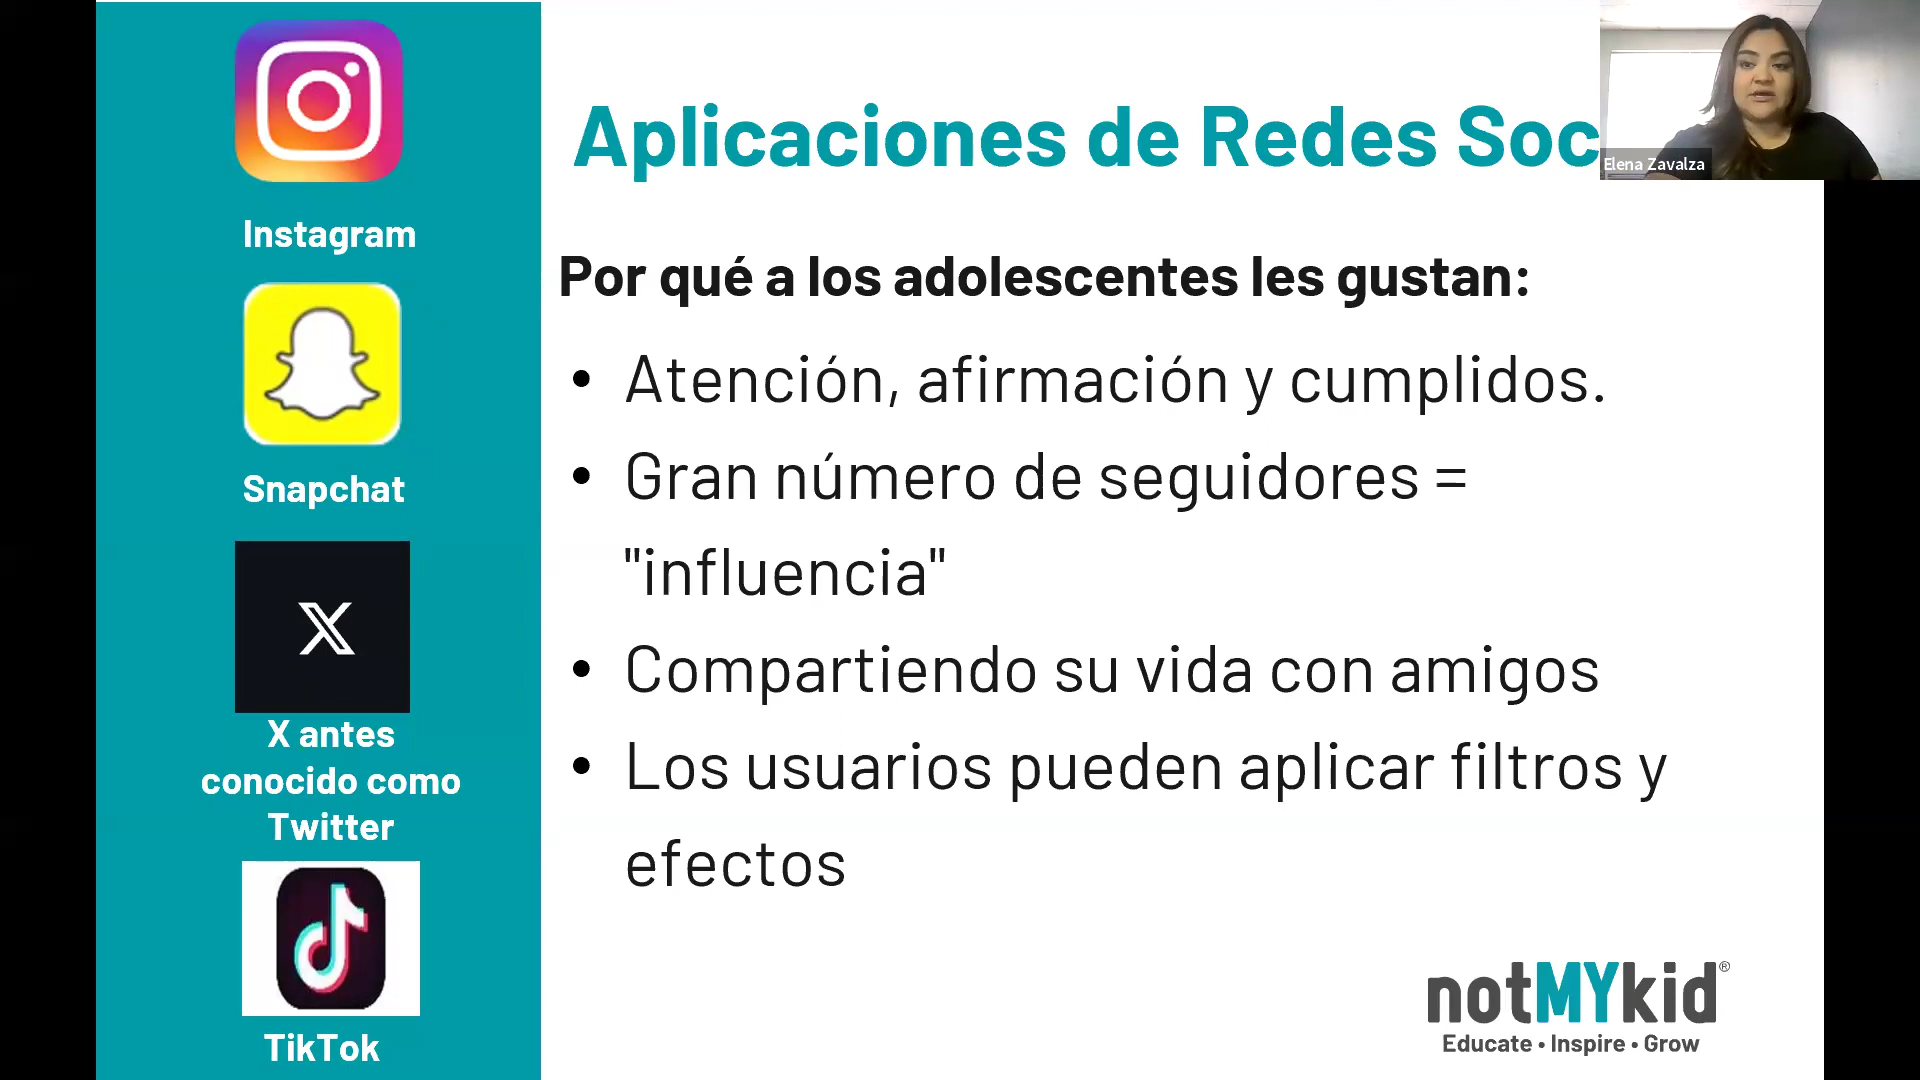 Instagram
Snapchat
X antes
conocido como
Twitter
TikTok
Aplicaciones de Redes Soc
Por qué a los adolescentes les gustan:
• Atención, afirmación y cumplidos.
• Gran número de seguidores =
"influencia"
• Compartiendo su vida con amigos
• Los usuarios pueden aplicar filtros y
efectos
Elena Zavalza
notMYkid®
Educate • Inspire • Grow